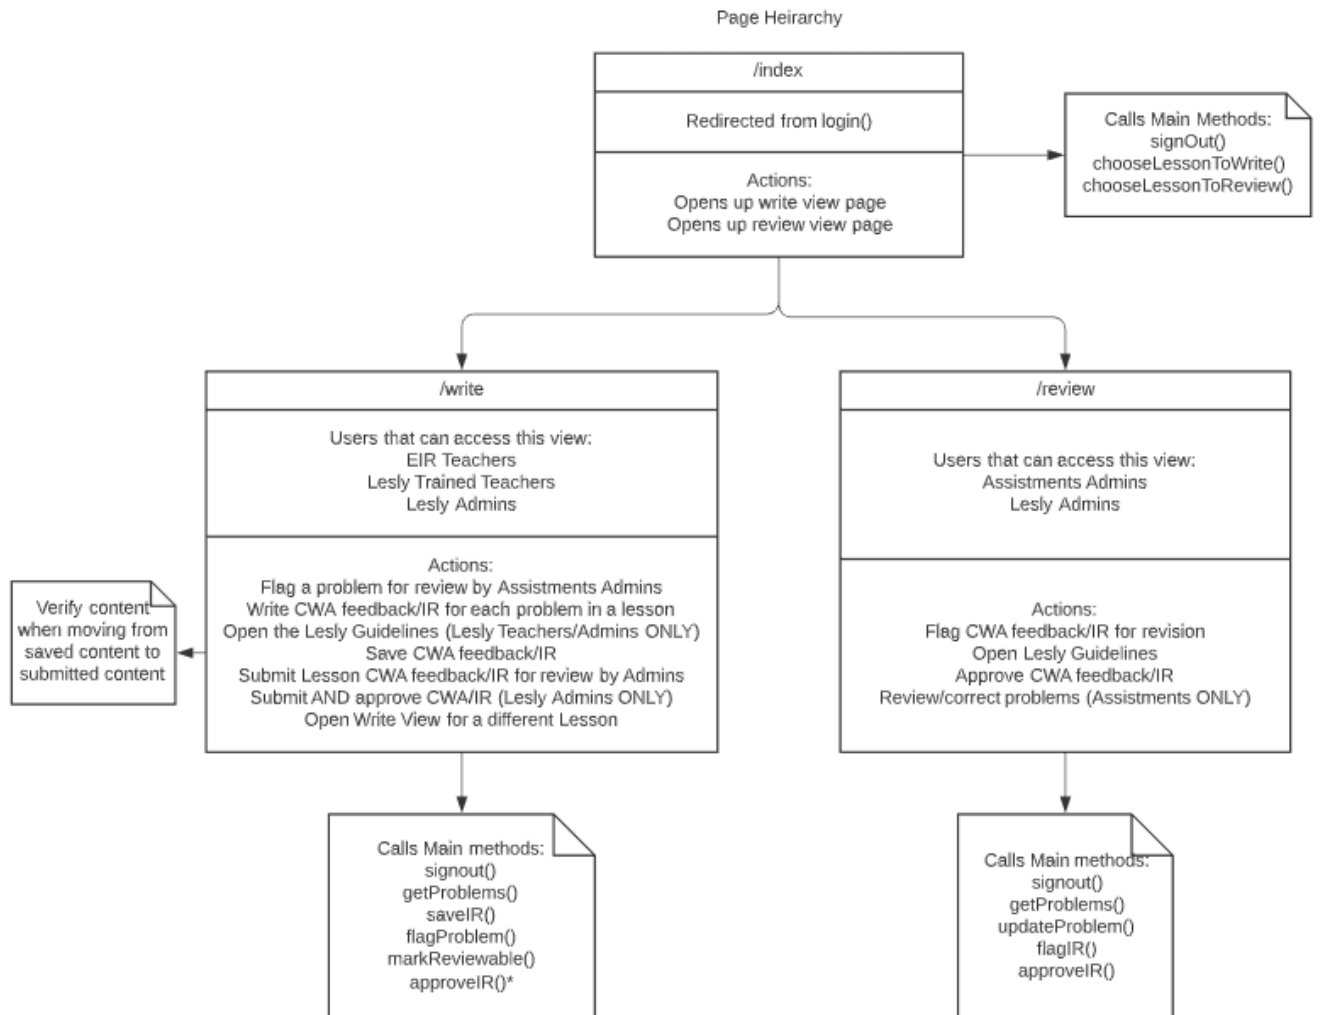 Page Heirarchy
/index
Redirected from login()
Actions:
Opens up write view page
Opens up review view page
Calls Main Methods:
signOut()
chooseLessonToWrite()
chooseLessonToReview()
/write
Users that can access this view:
EIR Teachers
Lesly Trained Teachers
Lesly Admins
Actions:
Flag a problem for review by Assistments Admins
Write CWA feedback/IR for each problem in a lesson
Open the Lesly Guidelines (Lesly Teachers/Admins ONLY)
Save CWA feedback/IR
Submit Lesson CWA feedback/IR for review by Admins
Submit AND approve CWA/IR (Lesly Admins ONLY)
Open Write View for a different Lesson
Verify content
when moving from
saved content to
submitted content
/review
Users that can access this view:
Assistments Admins
Lesly Admins
Actions:
Flag CWA feedback/IR for revision
Open Lesly Guidelines
Approve CWA feedback/IR
Review/correct problems (Assistments ONLY)
Calls Main methods:
signout()
getProblems()
saveIR()
flagProblem()
markReviewable()
approveIR()*
Calls Main methods:
signout()
getProblems()
updateProblem()
flagIR()
approveIR()